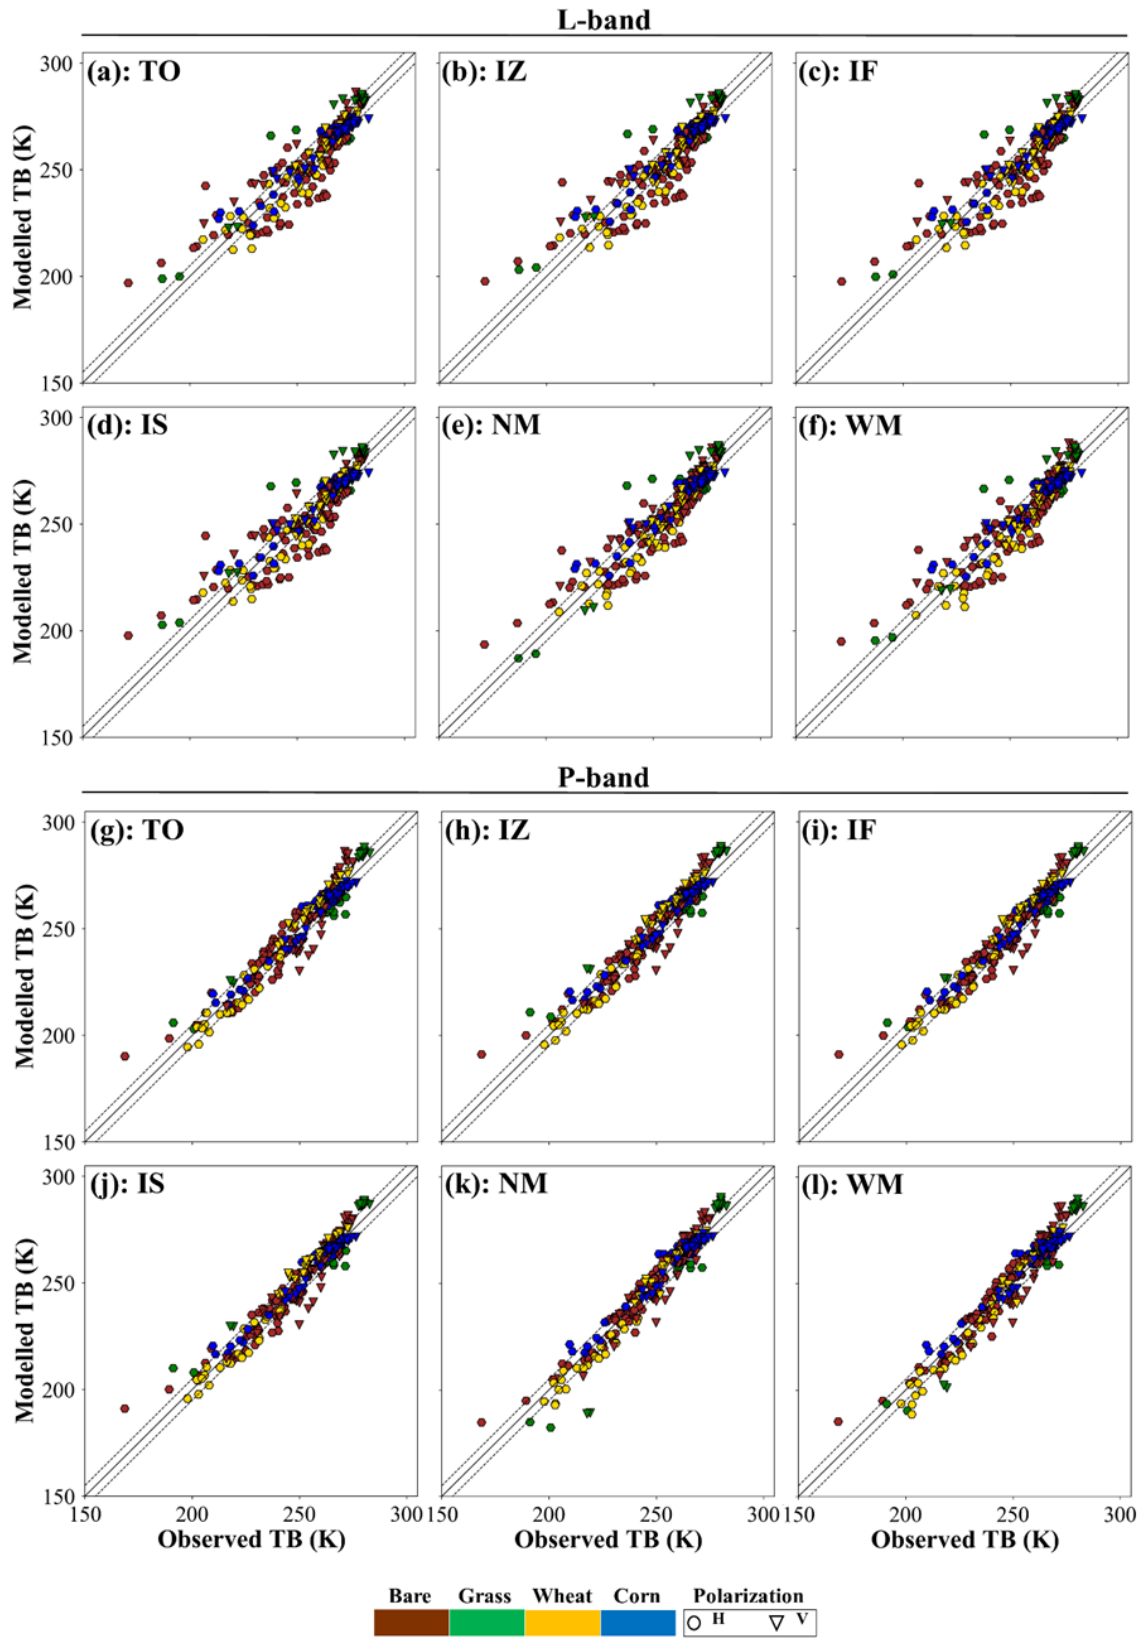 L-band
(a): TO
(b): IZ
(c): IF
300
250
200
150
Modelled TB (K)
(d): IS
(e): NM
(f): WM
300
250
200
150
Modelled TB (K)
P-band
(g): TO
(h): IZ
(i): IF
300
250
200
150
Modelled TB (K)
(j): IS
(k): NM
(l): WM
300
250
200
150
Modelled TB (K)
150 200 250 300 150 200 250 300 150 200 250 300
Observed TB (K) Observed TB (K) Observed TB (K)
Bare Grass Wheat Corn Polarization
H V